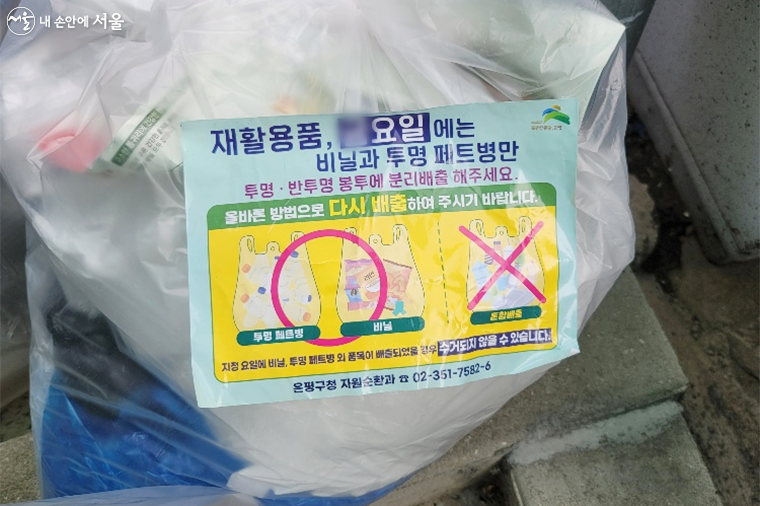 서울 내 손안에 서울
재활용품, 요일에는
비닐과 투명 페트병만
투명·반투명 봉투에 분리배출 해주세요.
올바른 방법으로 다시 배출하여 주시기 바랍니다.
투명 페트병
비닐
혼합배출
지정 요일에 비닐, 투명 페트병 외 품목이 배출되었을 경우 수거되지 않을 수 있습니다.
은평구청 자원순환과 ☎ 02-351-7582~6